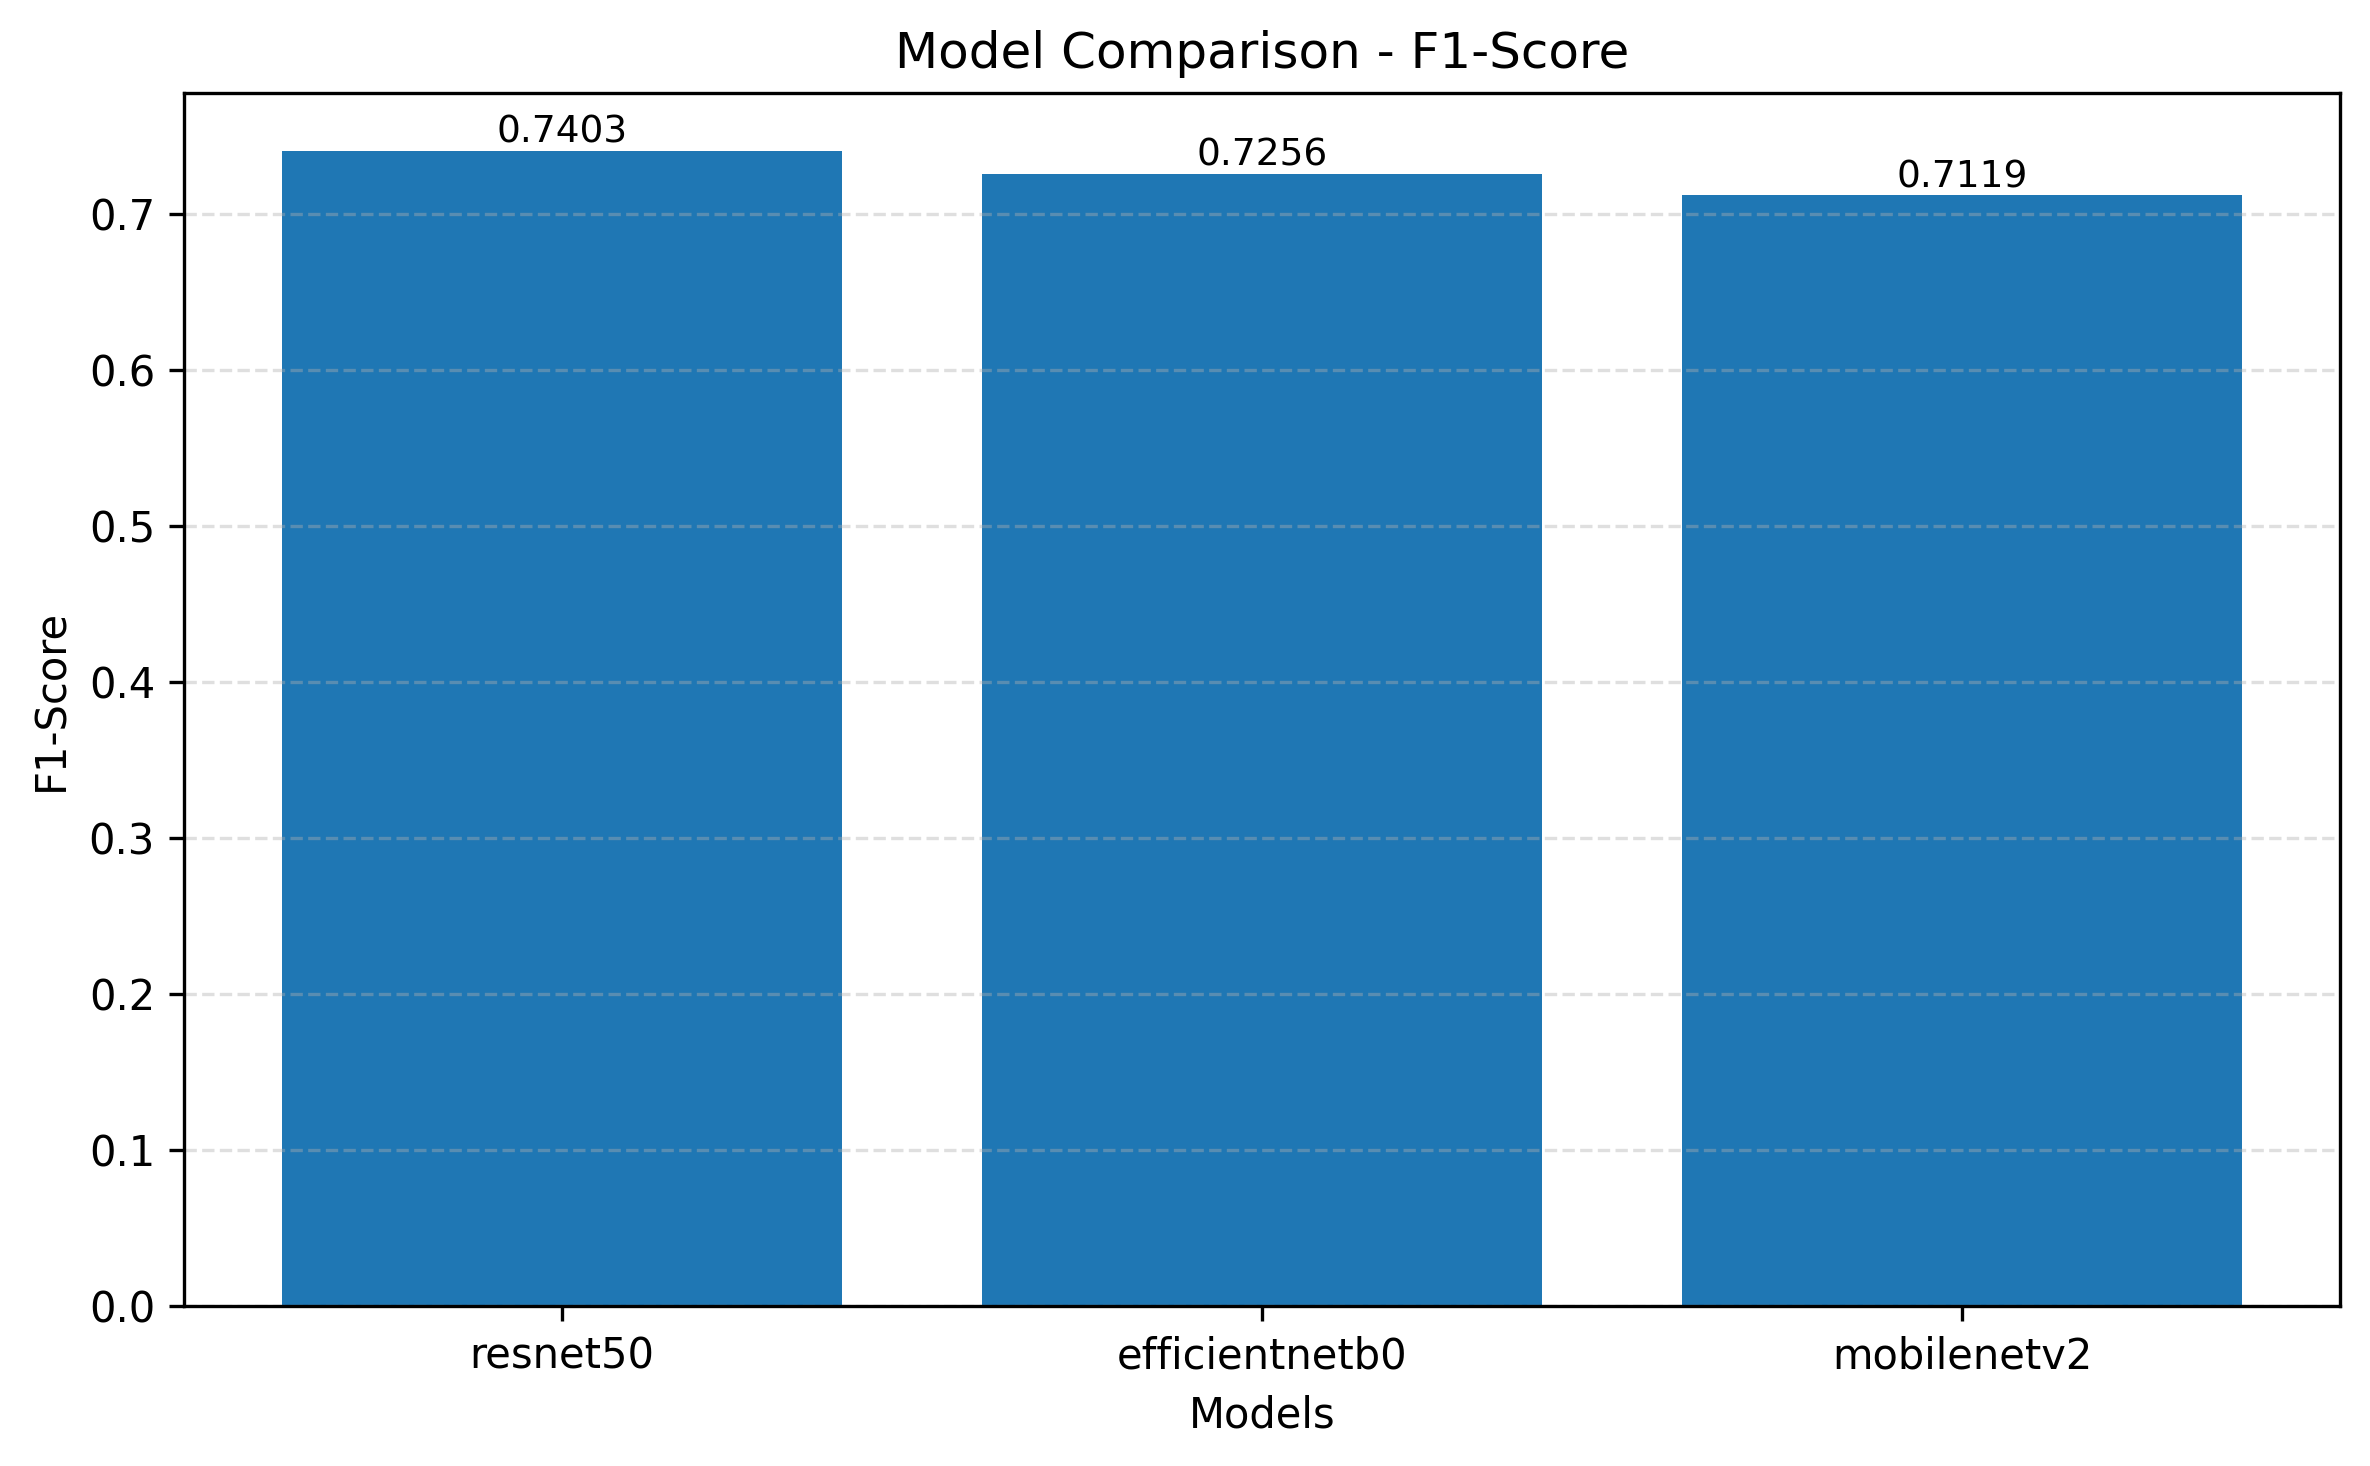 Model Comparison - F1-Score
0.7403
0.7256
0.7119
0.7
0.6
0.5
0.4
0.3
0.2
0.1
0.0
F1-Score
resnet50
efficientnetb0
mobilenetv2
Models